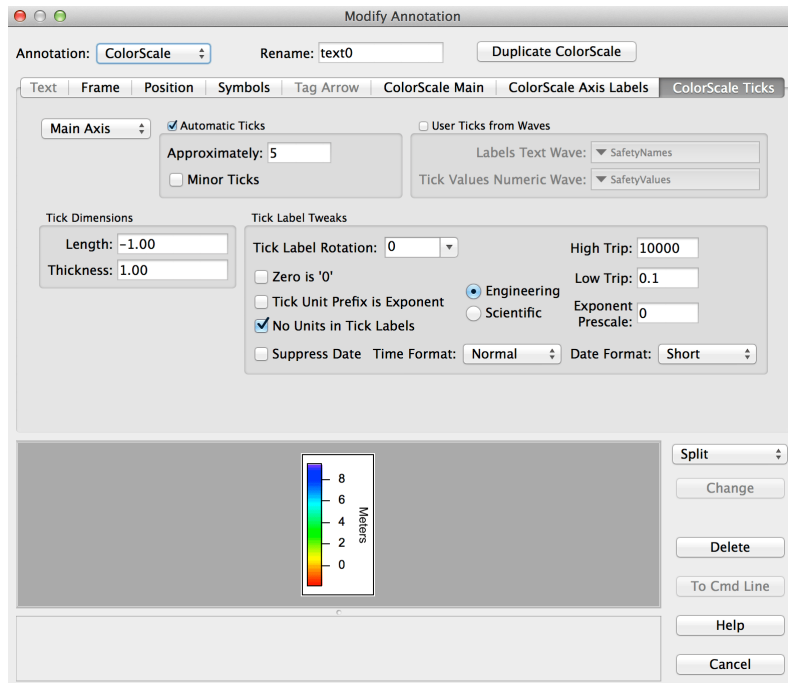 Modify Annotation
Annotation: ColorScale Rename: text0 Duplicate ColorScale
Text Frame Position Symbols Tag Arrow ColorScale Main ColorScale Axis Labels ColorScale Ticks
Main Axis Automatic Ticks User Ticks from Waves
Approximately: 5 Labels Text Wave: SafetyNames
Minor Ticks Tick Values Numeric Wave: SafetyValues
Tick Dimensions Tick Label Tweaks
Length: -1.00 Tick Label Rotation: 0 High Trip: 10000
Thickness: 1.00 Zero is '0' Engineering Low Trip: 0.1
Tick Unit Prefix is Exponent Scientific Exponent Prescale: 0
No Units in Tick Labels
Suppress Date Time Format: Normal Date Format: Short
Split
8
6
4
2
0
Meters
Change
Delete
To Cmd Line
Help
Cancel